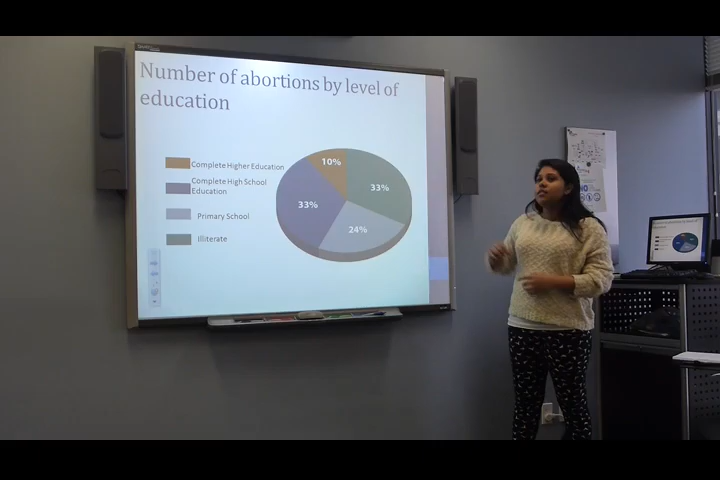 Number of abortions by level of
education
Complete Higher Education
Complete High School
Education
Primary School
Illiterate
10%
33%
33%
24%